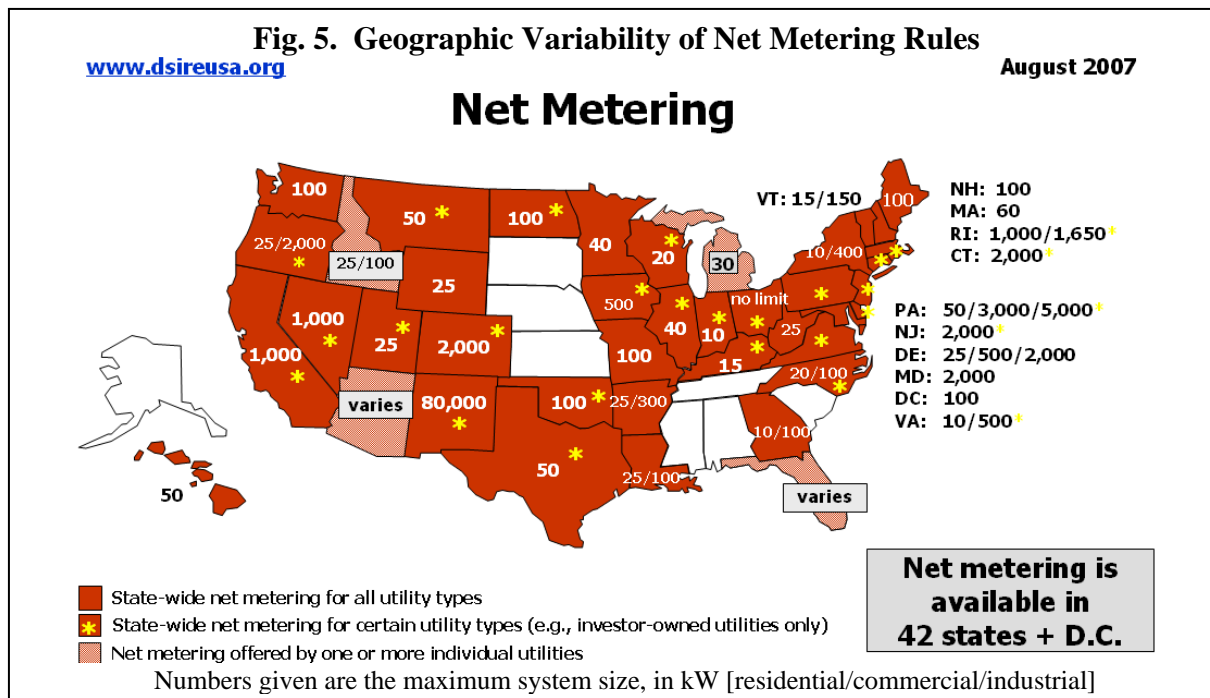 Fig. 5. Geographic Variability of Net Metering Rules
www.dsireusa.org
August 2007
Net Metering
100
50
100
25/2,000
25/100
25
40
20
30
VT: 15/150
100
10/400
NH: 100
MA: 60
RI: 1,000/1,650*
CT: 2,000*
1,000
1,000
25
2,000
500
40
10
no limit
25
15
100
20/100
PA: 50/3,000/5,000*
NJ: 2,000*
DE: 25/500/2,000
MD: 2,000
DC: 100
VA: 10/500*
varies
80,000
100
25/300
10/100
50
25/100
varies
50
State-wide net metering for all utility types
State-wide net metering for certain utility types (e.g., investor-owned utilities only)
Net metering offered by one or more individual utilities
Net metering is
available in
42 states + D.C.
Numbers given are the maximum system size, in kW [residential/commercial/industrial]